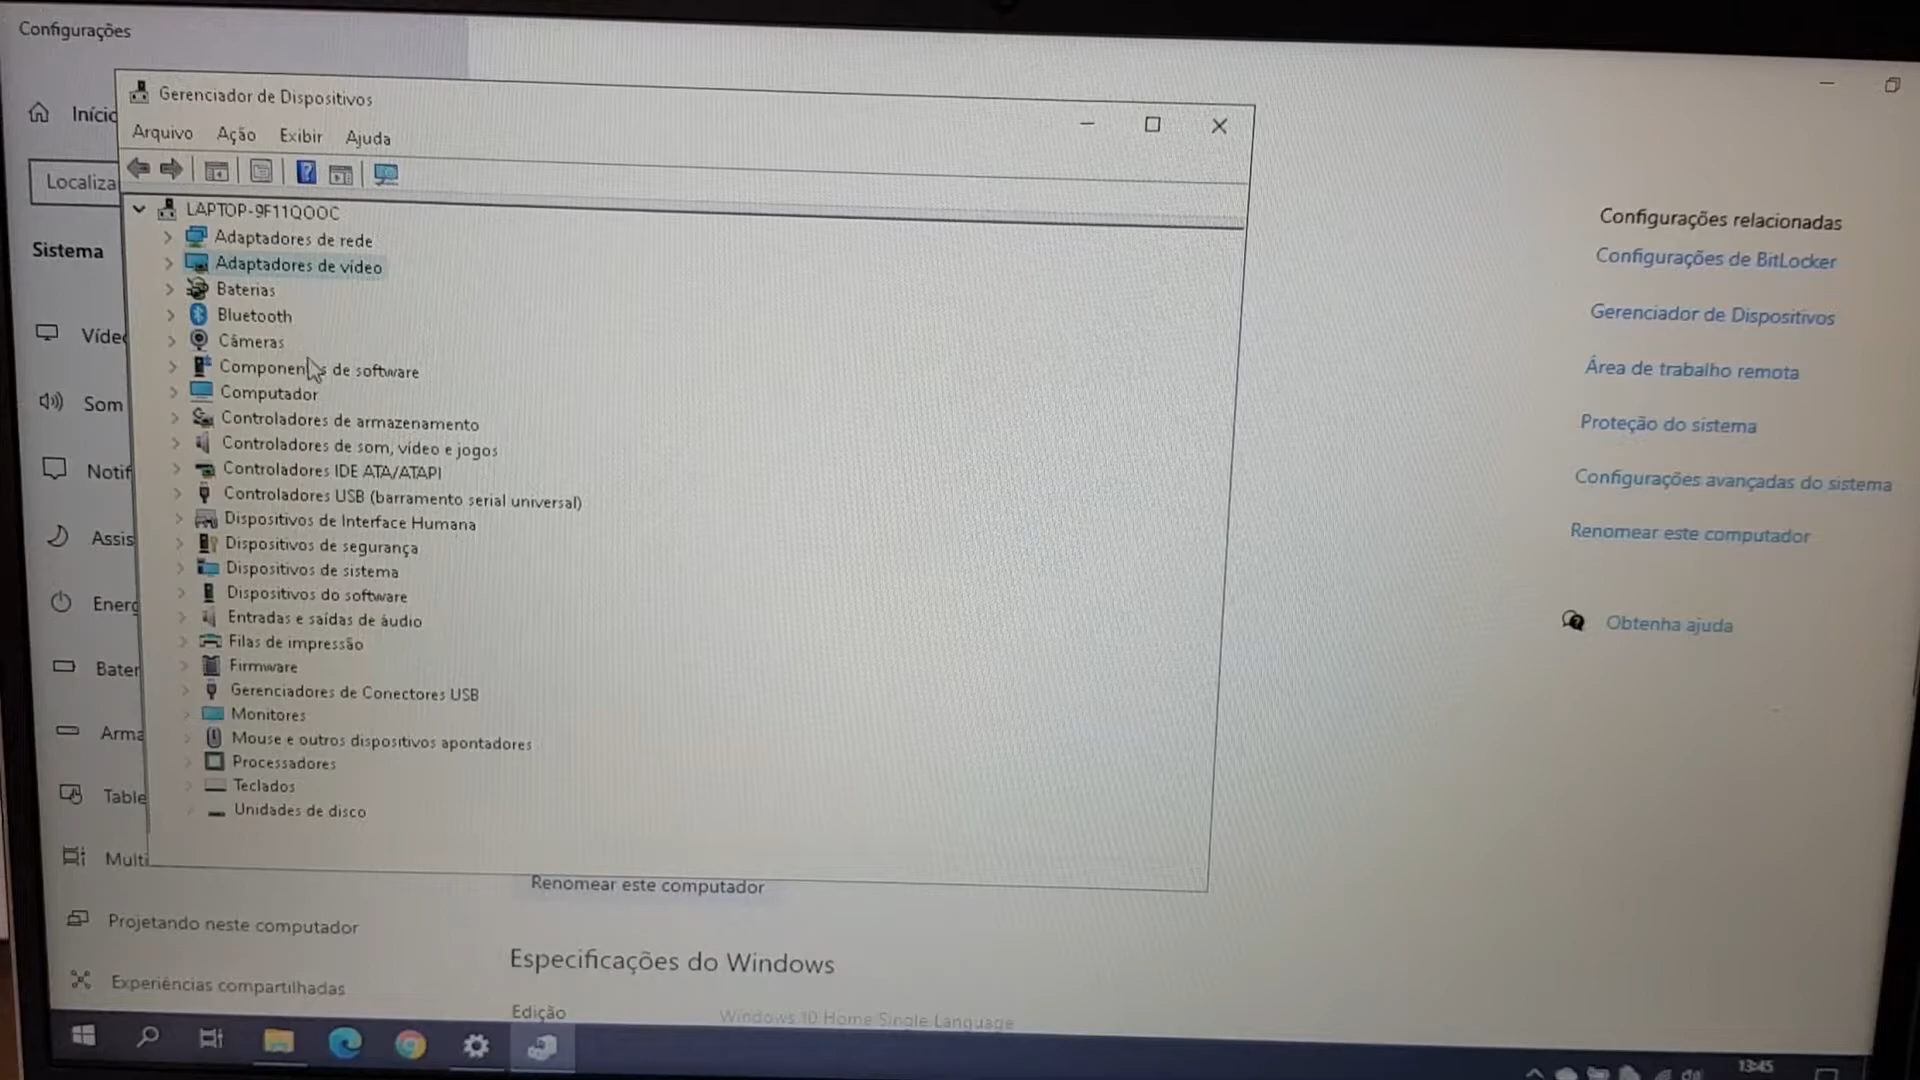 Configurações
Início
Localiza
Sistema
Vídeo
Som
Notif
Assis
Energ
Bater
Arma
Table
Multi
Projetando neste computador
Experiências compartilhadas
Gerenciador de Dispositivos
Arquivo Ação Exibir Ajuda
LAPTOP-9F11QOOC
Adaptadores de rede
Adaptadores de vídeo
Baterias
Bluetooth
Câmeras
Componentes de software
Computador
Controladores de armazenamento
Controladores de som, vídeo e jogos
Controladores IDE ATA/ATAPI
Controladores USB (barramento serial universal)
Dispositivos de Interface Humana
Dispositivos de segurança
Dispositivos de sistema
Dispositivos do software
Entradas e saídas de áudio
Filas de impressão
Firmware
Gerenciadores de Conectores USB
Monitores
Mouse e outros dispositivos apontadores
Processadores
Teclados
Unidades de disco
Renomear este computador
Especificações do Windows
Edição Windows 10 Home Single Language
Configurações relacionadas
Configurações de BitLocker
Gerenciador de Dispositivos
Área de trabalho remota
Proteção do sistema
Configurações avançadas do sistema
Renomear este computador
Obtenha ajuda
13:45